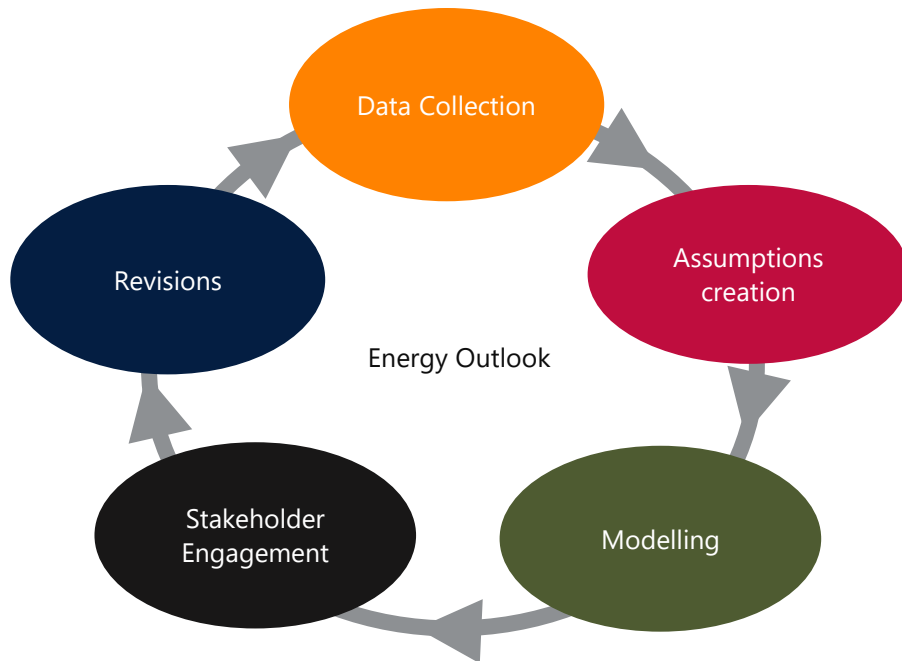 Data Collection
Assumptions
creation
Modelling
Stakeholder
Engagement
Revisions
Energy Outlook